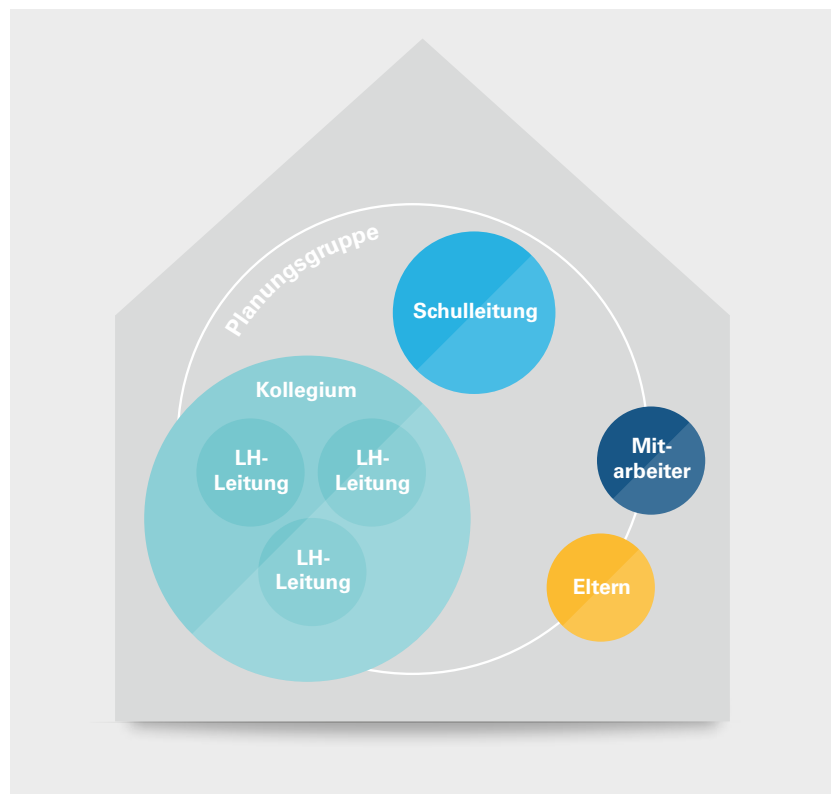 Planungsgruppe
Schulleitung
Kollegium
LH-
Leitung
LH-
Leitung
LH-
Leitung
Mit-
arbeiter
Eltern